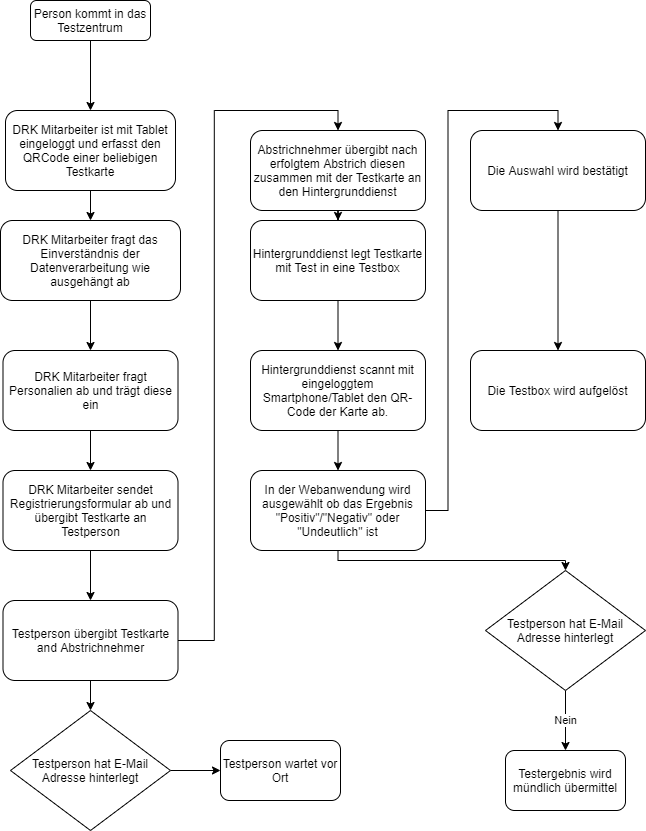 Person kommt in das
Testzentrum
DRK Mitarbeiter ist mit Tablet
eingeloggt und erfasst den
QRCode einer beliebigen
Testkarte
DRK Mitarbeiter fragt das
Einverständnis der
Datenverarbeitung wie
ausgehängt ab
DRK Mitarbeiter fragt
Personalien ab und trägt diese
ein
DRK Mitarbeiter sendet
Registrierungsformular ab und
übergibt Testkarte an
Testperson
Testperson übergibt Testkarte
and Abstrichnehmer
Testperson hat E-Mail
Adresse hinterlegt
Testperson wartet vor
Ort
Abstrichnehmer übergibt nach
erfolgtem Abstrich diesen
zusammen mit der Testkarte an
den Hintergrunddienst
Hintergrunddienst legt Testkarte
mit Test in eine Testbox
Hintergrunddienst scannt mit
eingeloggtem
Smartphone/Tablet den QR-
Code der Karte ab.
In der Webanwendung wird
ausgewählt ob das Ergebnis
"Positiv"/"Negativ" oder
"Undeutlich" ist
Die Auswahl wird bestätigt
Die Testbox wird aufgelöst
Testperson hat E-Mail
Adresse hinterlegt
Nein
Testergebnis wird
mündlich übermittel